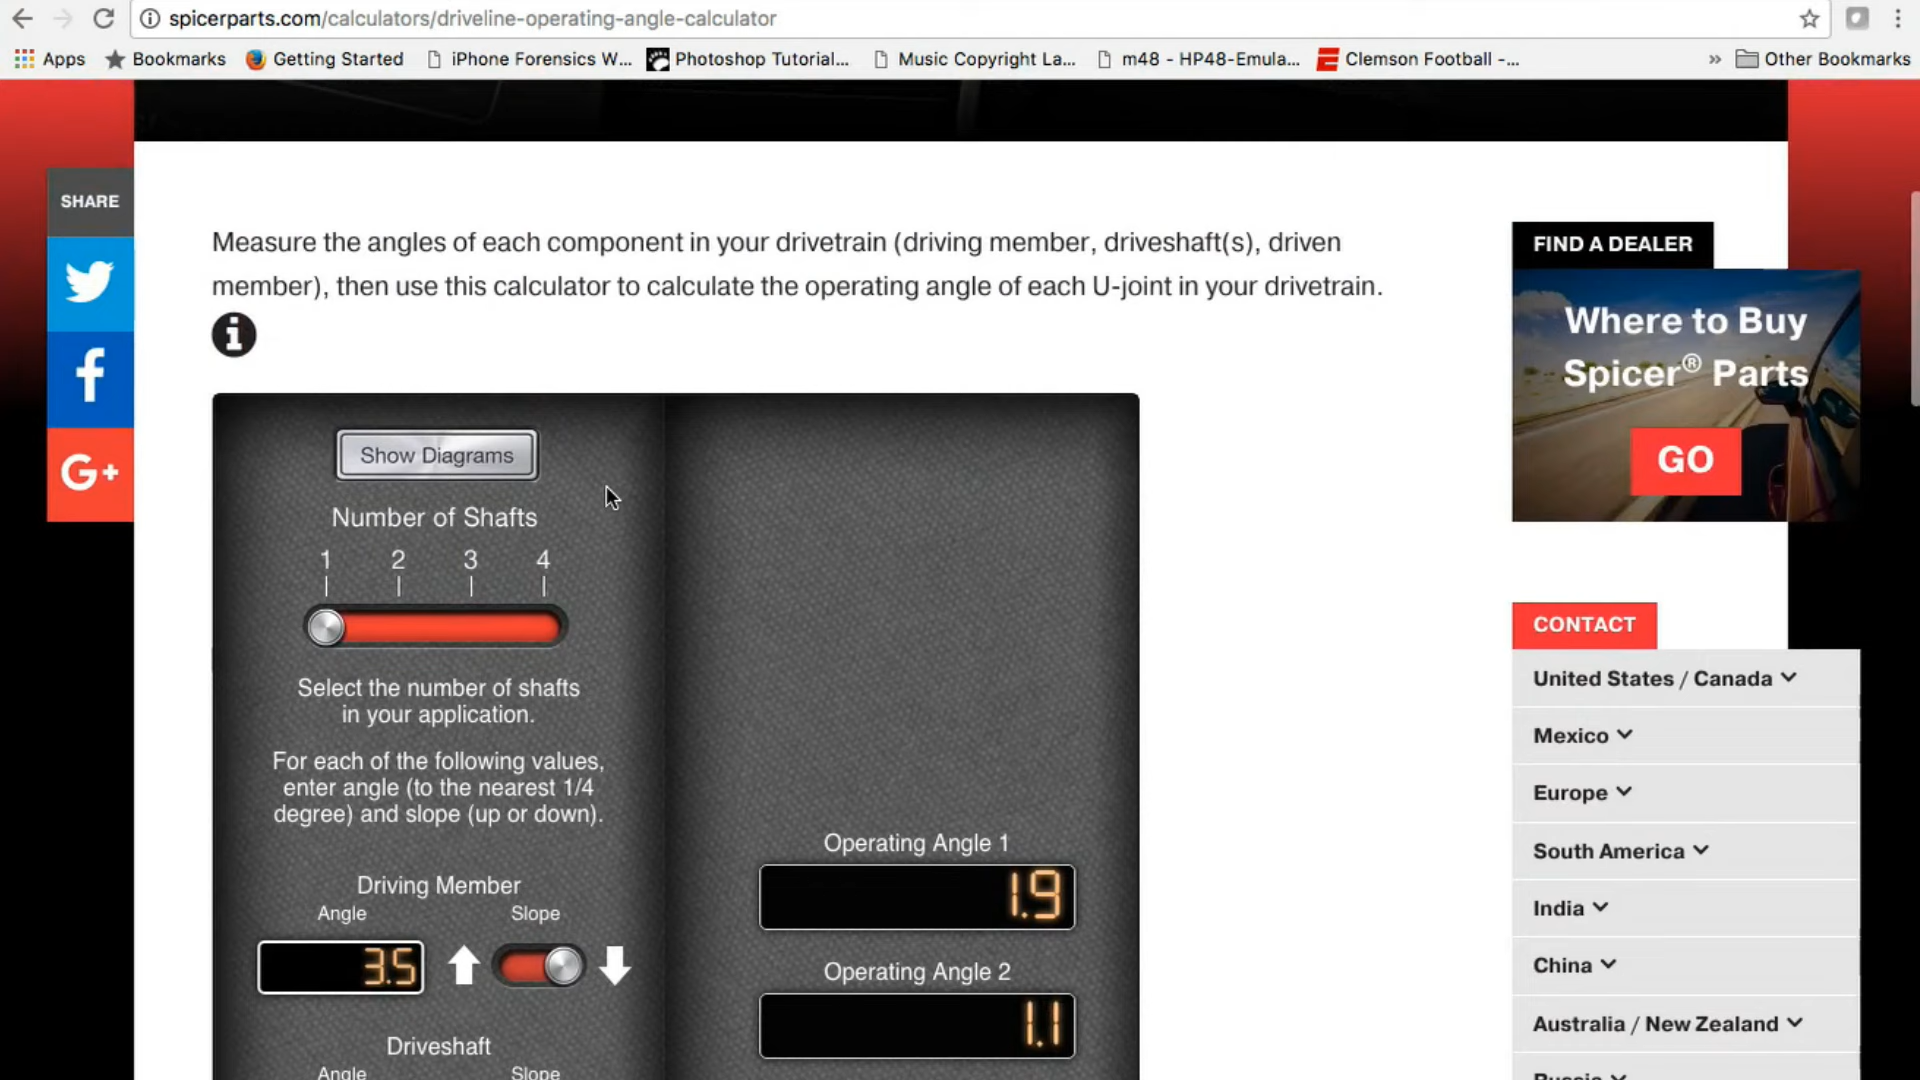 spicerparts.com/calculators/driveline-operating-angle-calculator
Apps Bookmarks Getting Started iPhone Forensics W... Photoshop Tutorial... Music Copyright La... m48 - HP48-Emula... Clemson Football -... » Other Bookmarks
SHARE
Measure the angles of each component in your drivetrain (driving member, driveshaft(s), driven
member), then use this calculator to calculate the operating angle of each U-joint in your drivetrain.
Show Diagrams
Number of Shafts
1 2 3 4
Select the number of shafts
in your application.
For each of the following values,
enter angle (to the nearest 1/4
degree) and slope (up or down).
Driving Member
Angle Slope
3.5
Driveshaft
Angle Slope
Operating Angle 1
1.9
Operating Angle 2
1.1
FIND A DEALER
Where to Buy
Spicer® Parts
GO
CONTACT
United States / Canada
Mexico
Europe
South America
India
China
Australia / New Zealand
Russia
G+